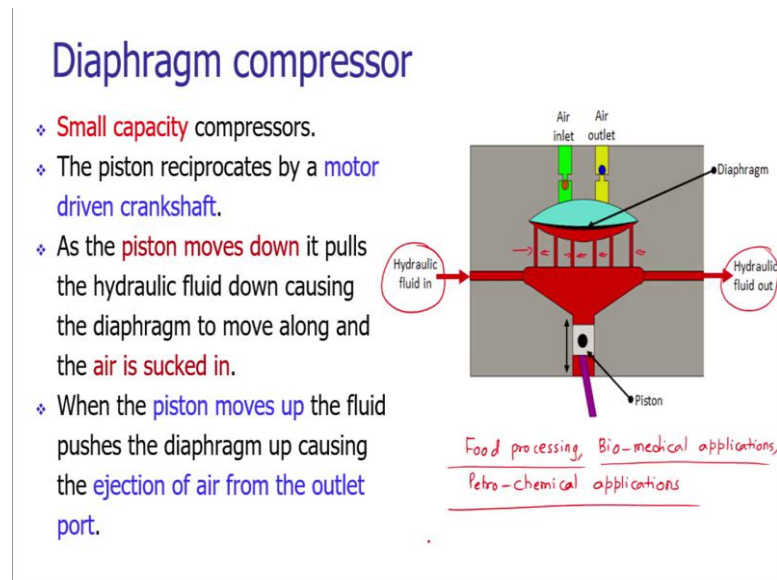 Diaphragm compressor
❖ Small capacity compressors.
❖ The piston reciprocates by a motor
driven crankshaft.
❖ As the piston moves down it pulls
the hydraulic fluid down causing
the diaphragm to move along and
the air is sucked in.
❖ When the piston moves up the fluid
pushes the diaphragm up causing
the ejection of air from the outlet
port.
Air
inlet
Air
outlet
Diaphragm
Hydraulic
fluid in
Hydraulic
fluid out
Piston
Food processing, Bio-medical applications,
Petro-chemical applications